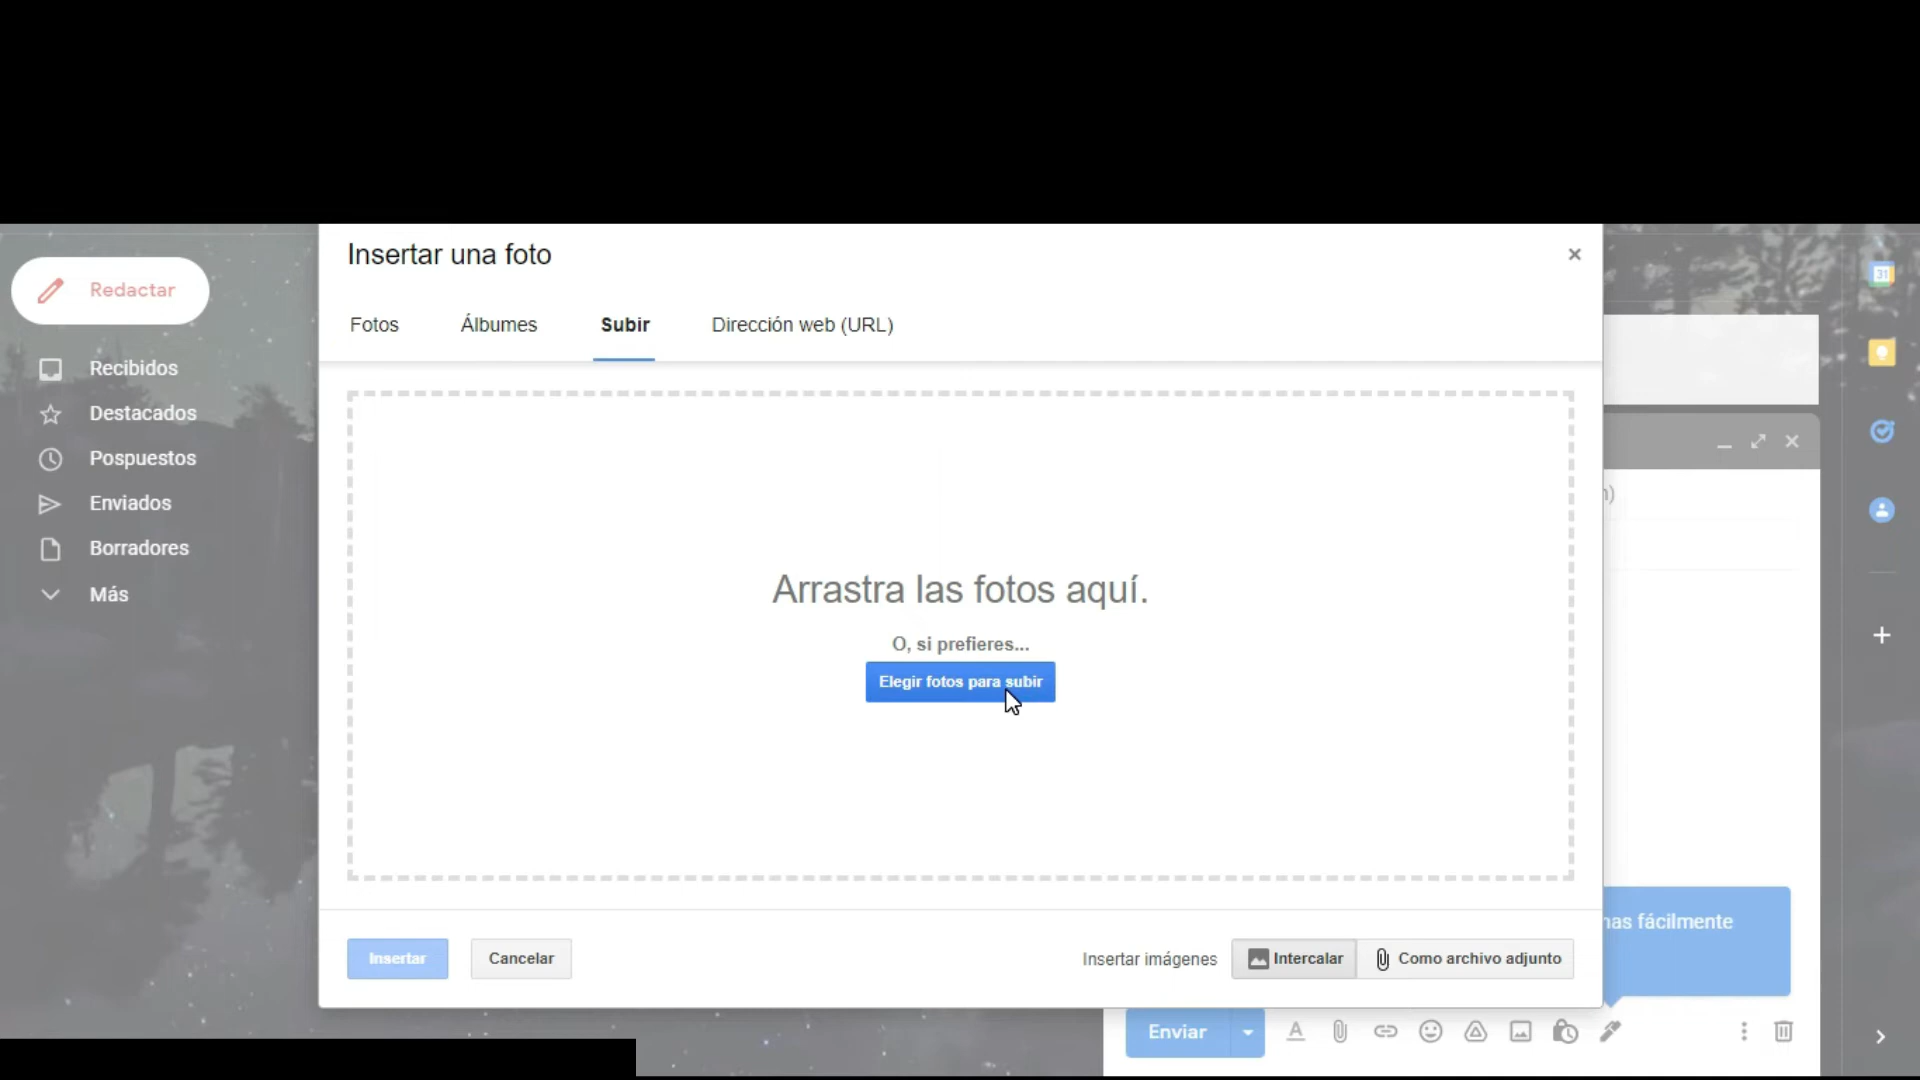 Insertar una foto
Redactar
Fotos
Álbumes
Subir
Dirección web (URL)
Recibidos
Destacados
Pospuestos
Enviados
Borradores
Más
31
Arrastra las fotos aquí.
O, si prefieres...
Elegir fotos para subir
fácilmente
Insertar
Cancelar
Insertar imágenes
Intercalar
Como archivo adjunto
Enviar